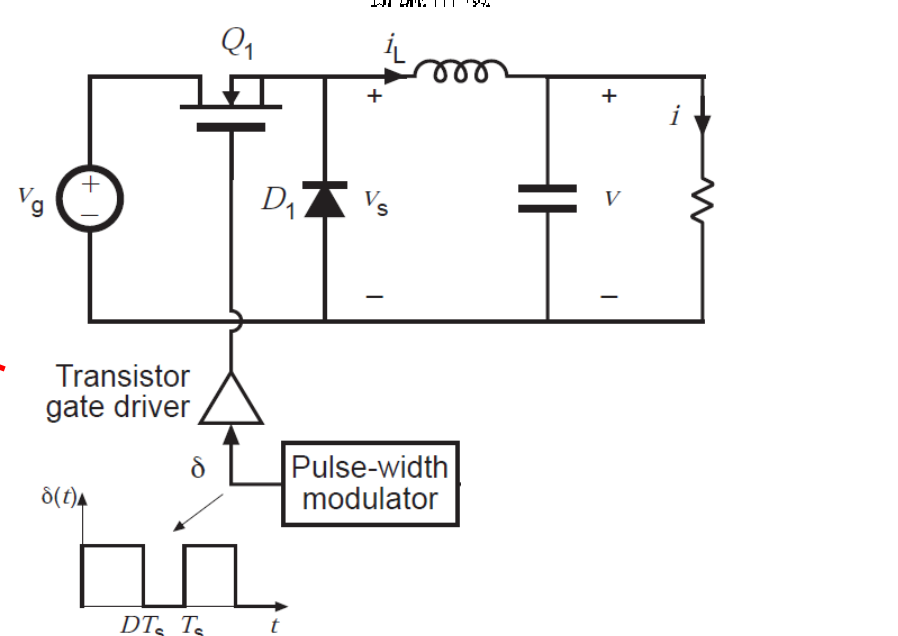 Q1
iL
+
+
i
vg
+
−
D1
vs
v
−
−
Transistor
gate driver
δ
Pulse-width
modulator
δ(t)
DTs Ts t